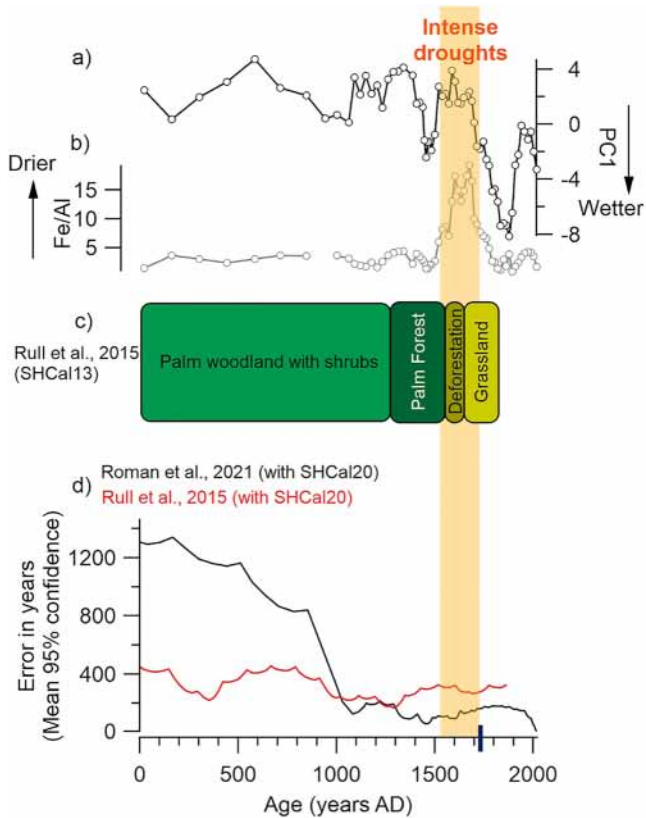 Intense
droughts
a)
4
0
-4
-8
PC1
Wetter
b)
Drier
Fe/Al
15
10
5
c)
Rull et al., 2015
(SHCal13)
Palm woodland with shrubs
Palm Forest
Deforestation
Grassland
Roman et al., 2021 (with SHCal20)
d) Rull et al., 2015 (with SHCal20)
Error in years
(Mean 95% confidence)
1200
800
400
0
0 500 1000 1500 2000
Age (years AD)